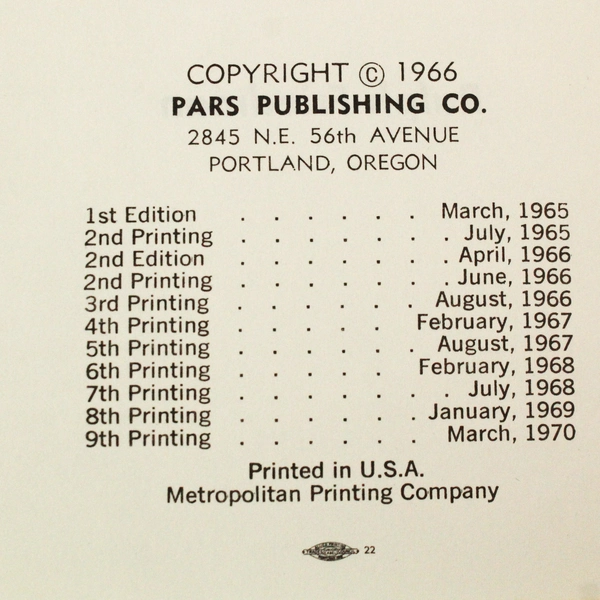 COPYRIGHT © 1966
PARS PUBLISHING CO.
2845 N.E. 56th AVENUE
PORTLAND, OREGON
1st Edition . . . . . . March, 1965
2nd Printing . . . . . . . July, 1965
2nd Edition . . . . . . . April, 1966
2nd Printing . . . . . . . June, 1966
3rd Printing . . . . . . August, 1966
4th Printing . . . . . February, 1967
5th Printing . . . . . . August, 1967
6th Printing . . . . . February, 1968
7th Printing . . . . . . . July, 1968
8th Printing . . . . . . January, 1969
9th Printing . . . . . . March, 1970
Printed in U.S.A.
Metropolitan Printing Company
22